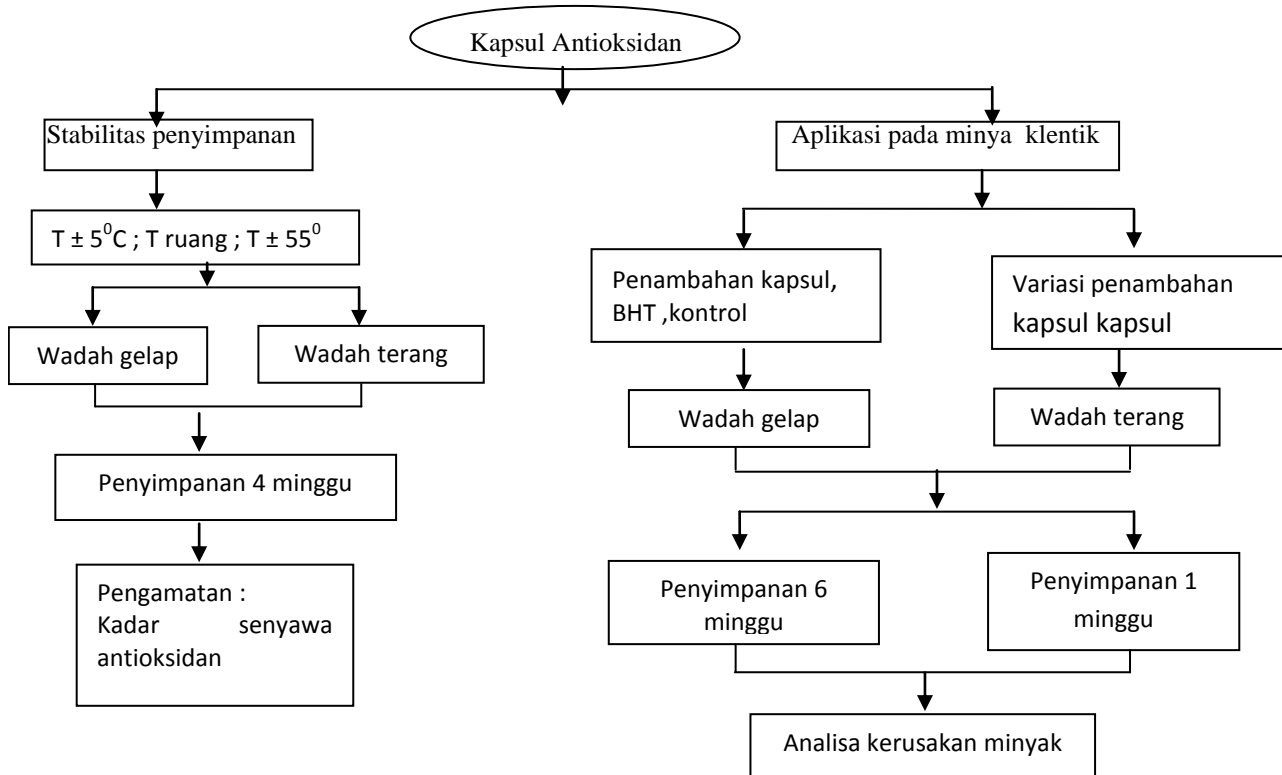 Kapsul Antioksidan
Stabilitas penyimpanan
Aplikasi pada minya klentik
T ± 5⁰C ; T ruang ; T ± 55⁰
Penambahan kapsul,
BHT ,kontrol
Variasi penambahan
kapsul kapsul
Wadah gelap
Wadah terang
Wadah gelap
Wadah terang
Penyimpanan 4 minggu
Penyimpanan 6
minggu
Penyimpanan 1
minggu
Pengamatan :
Kadar senyawa
antioksidan
Analisa kerusakan minyak